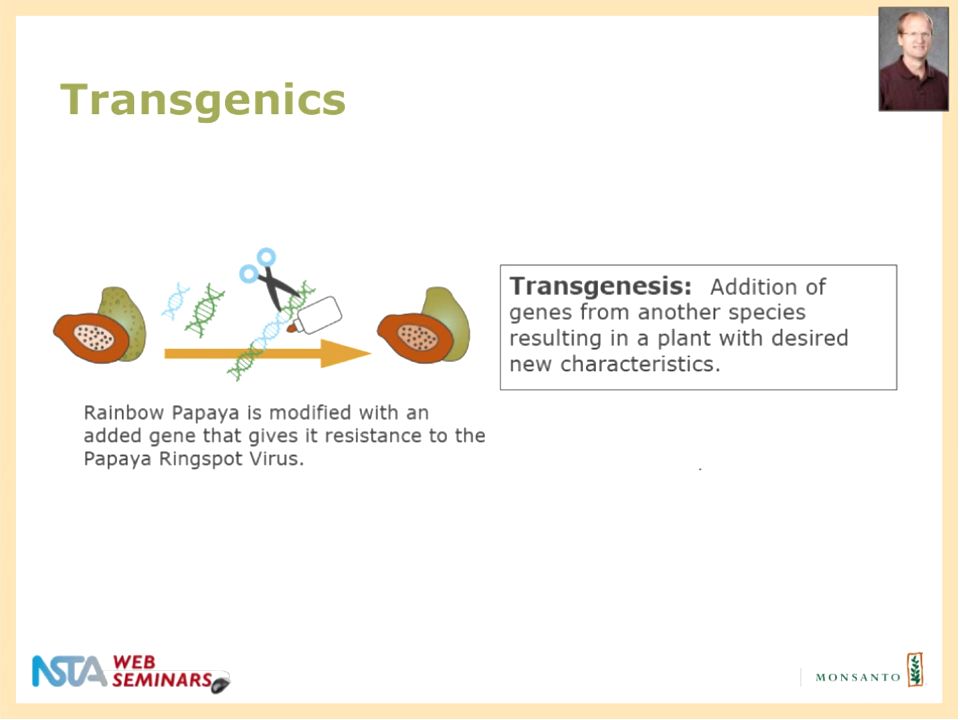 Transgenics
Transgenesis: Addition of
genes from another species
resulting in a plant with desired
new characteristics.
Rainbow Papaya is modified with an
added gene that gives it resistance to the
Papaya Ringspot Virus.
NSTA WEB
SEMINARS
MONSANTO